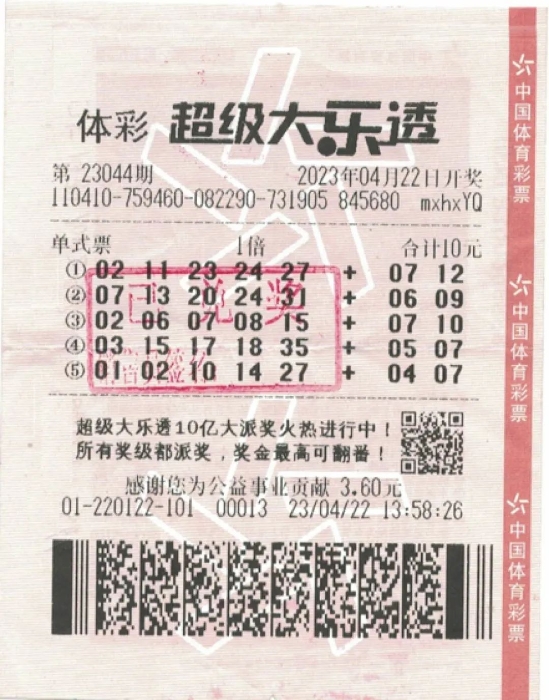 体彩 超级大乐透
第 23044期 2023年04月22日开奖
110410-759460-082290-731905 845680 mxhxYQ
单式票 1倍 合计10元
① 02 11 23 24 27 + 07 12
② 07 13 20 24 31 + 06 09
③ 02 06 07 08 15 + 07 10
④ 03 15 17 18 35 + 05 07
⑤ 01 02 10 14 27 + 04 07
已兑奖
超级大乐透10亿大派奖火热进行中！
所有奖级都派奖，奖金最高可翻番！
感谢您为公益事业贡献 3.60元
01-220122-101 00013 23/04/22 13:58:26
中国体育彩票
中国体育彩票
中国体育彩票